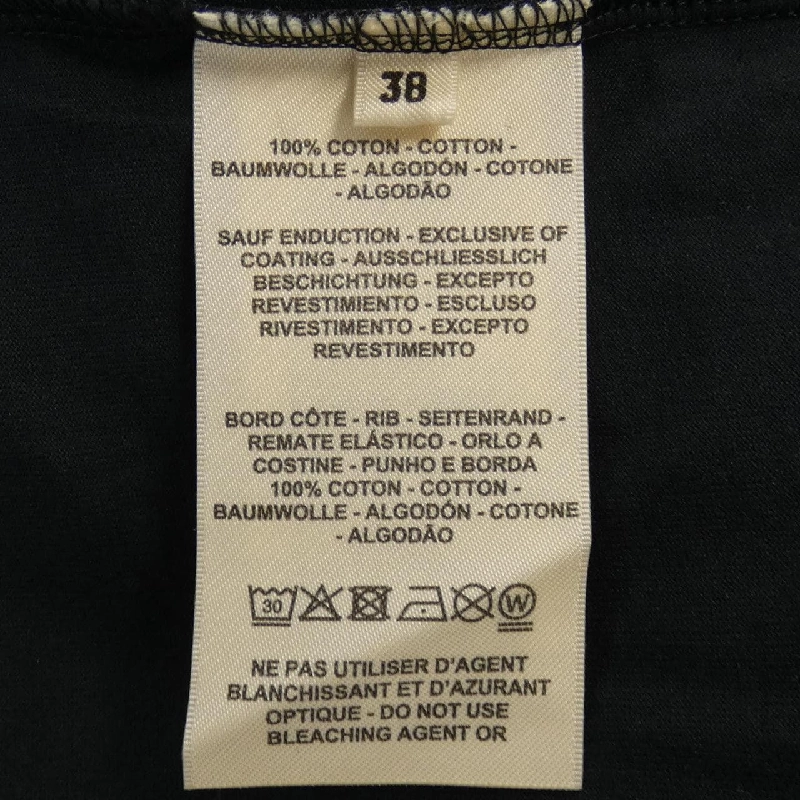 38
100% COTON - COTTON -
BAUMWOLLE - ALGODÓN - COTONE
- ALGODÃO
SAUF ENDUCTION - EXCLUSIVE OF
COATING - AUSSCHLIESSLICH
BESCHICHTUNG - EXCEPTO
REVESTIMIENTO - ESCLUSO
RIVESTIMENTO - EXCEPTO
REVESTIMENTO
BORD CÔTE - RIB - SEITENRAND -
REMATE ELÁSTICO - ORLO A
COSTINE - PUNHO E BORDA
100% COTON - COTTON -
BAUMWOLLE - ALGODÓN - COTONE
- ALGODÃO
30 W
NE PAS UTILISER D'AGENT
BLANCHISSANT ET D'AZURANT
OPTIQUE - DO NOT USE
BLEACHING AGENT OR